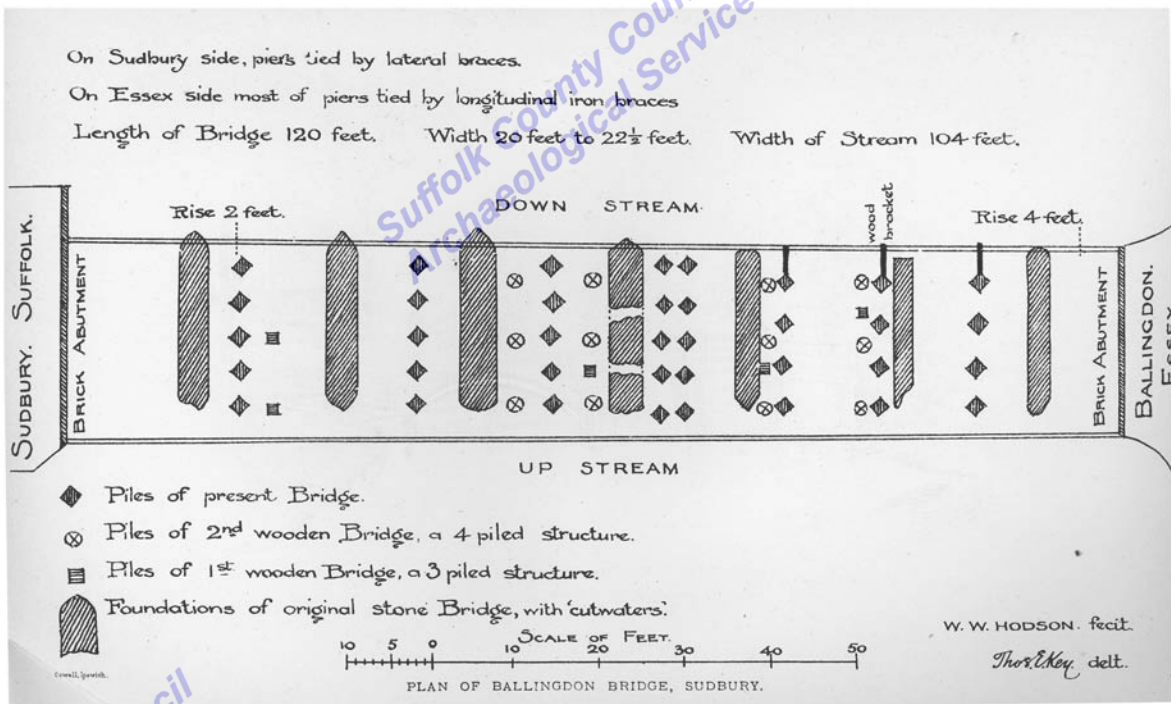 Suffolk County Coun
Archaeological Service
On Sudbury side, piers tied by lateral braces.
On Essex side most of piers tied by longitudinal iron braces
Length of Bridge 120 feet. Width 20 feet to 22½ feet. Width of Stream 104 feet.
SUDBURY. SUFFOLK.
BRICK ABUTMENT
Rise 2 feet.
DOWN STREAM.
wood bracket
Rise 4 feet.
BRICK ABUTMENT
BALLINGDON. ESSEX
UP STREAM
Piles of present Bridge.
Piles of 2nd wooden Bridge, a 4 piled structure.
Piles of 1st wooden Bridge, a 3 piled structure.
Foundations of original stone Bridge, with 'cutwaters'.
SCALE OF FEET.
10 5 0 10 20 30 40 50
W. W. HODSON. fecit.
Thos. E. Key. delt.
Cowell, Ipswich.
PLAN OF BALLINGDON BRIDGE, SUDBURY.
cil